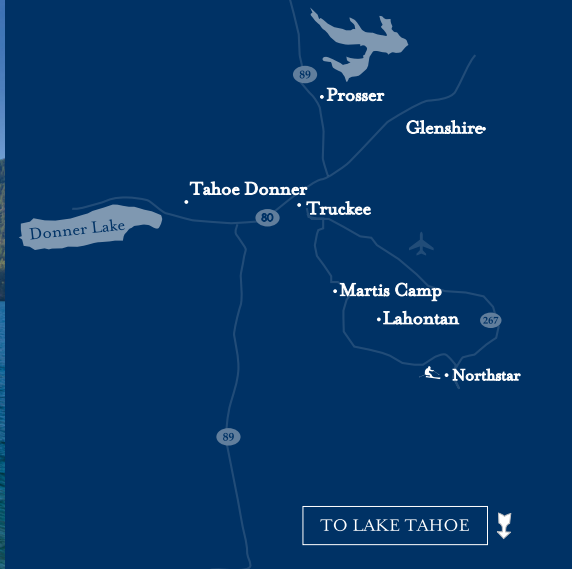 89
Prosser
Glenshire
Tahoe Donner
Truckee
80
Donner Lake
Martis Camp
Lahontan
267
Northstar
89
TO LAKE TAHOE